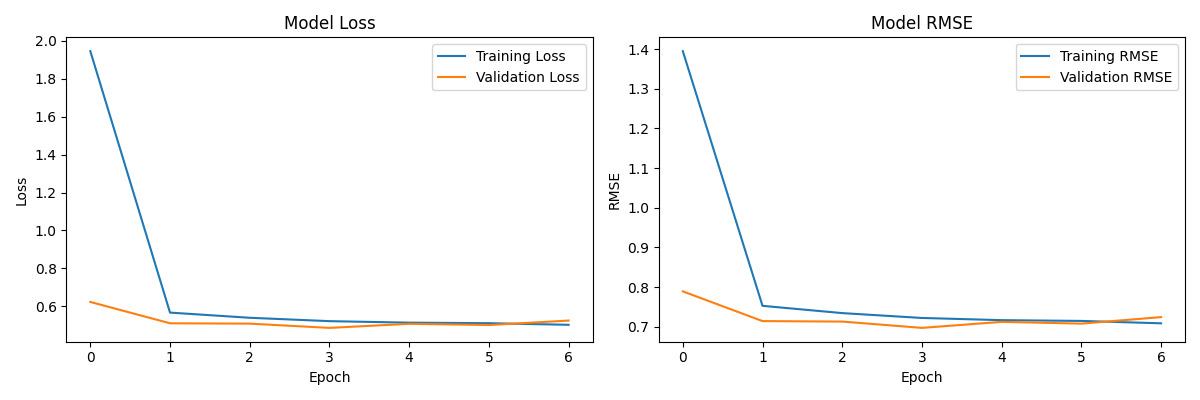 Model Loss
2.0
1.8
1.6
1.4
1.2
1.0
0.8
0.6
Loss
Training Loss
Validation Loss
0 1 2 3 4 5 6
Epoch
Model RMSE
1.4
1.3
1.2
1.1
1.0
0.9
0.8
0.7
RMSE
Training RMSE
Validation RMSE
0 1 2 3 4 5 6
Epoch